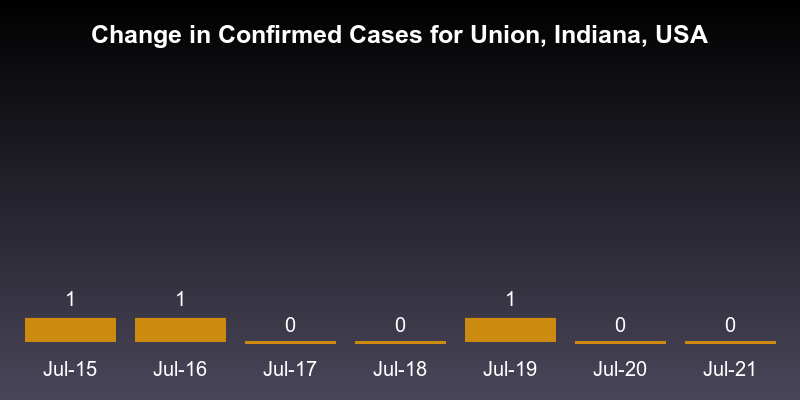 Change in Confirmed Cases for Union, Indiana, USA
1 1 0 0 1 0 0
Jul-15 Jul-16 Jul-17 Jul-18 Jul-19 Jul-20 Jul-21